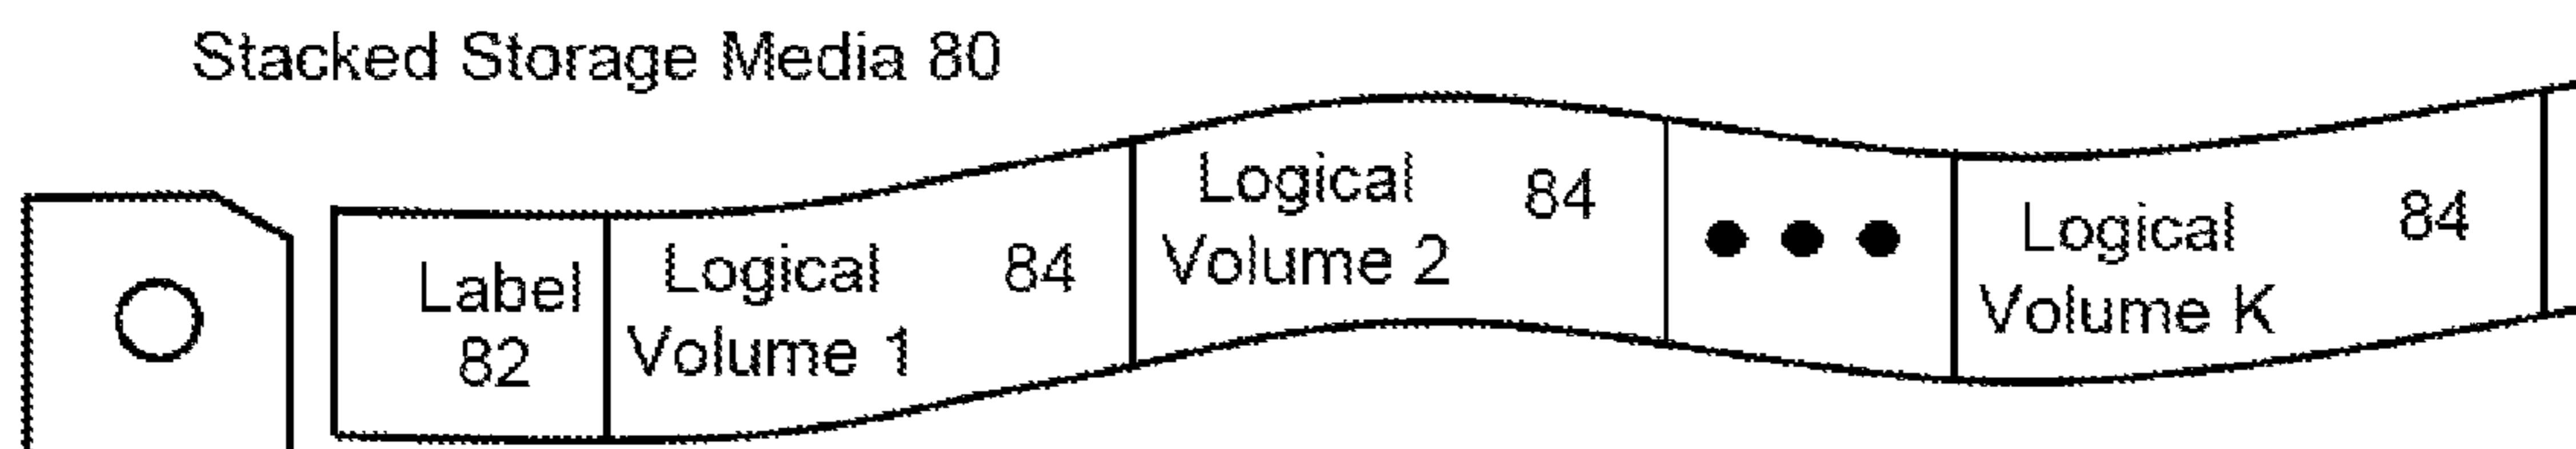 Stacked Storage Media 80
Label
82
Logical
Volume 1
84
Logical
Volume 2
84
Logical
Volume K
84